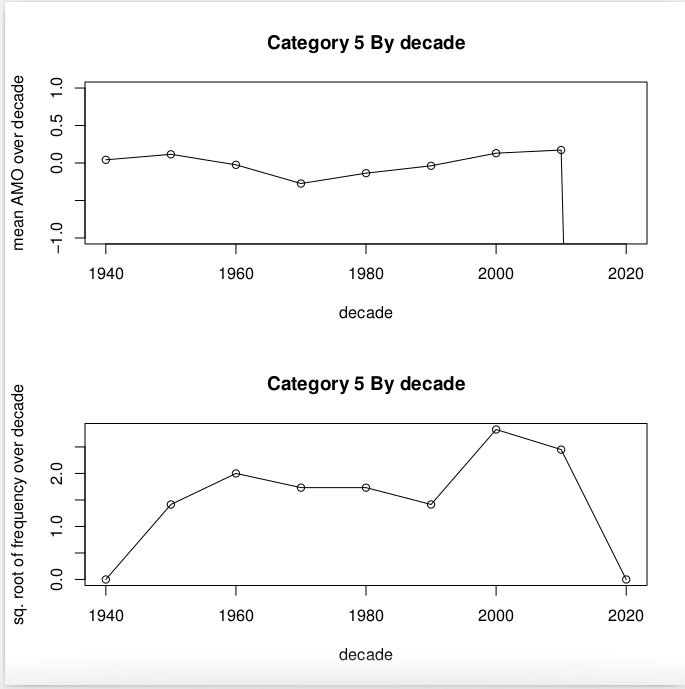 Category 5 By decade
mean AMO over decade
1.0
0.5
0.0
−1.0
1940 1960 1980 2000 2020
decade
Category 5 By decade
sq. root of frequency over decade
2.0
1.0
0.0
1940 1960 1980 2000 2020
decade